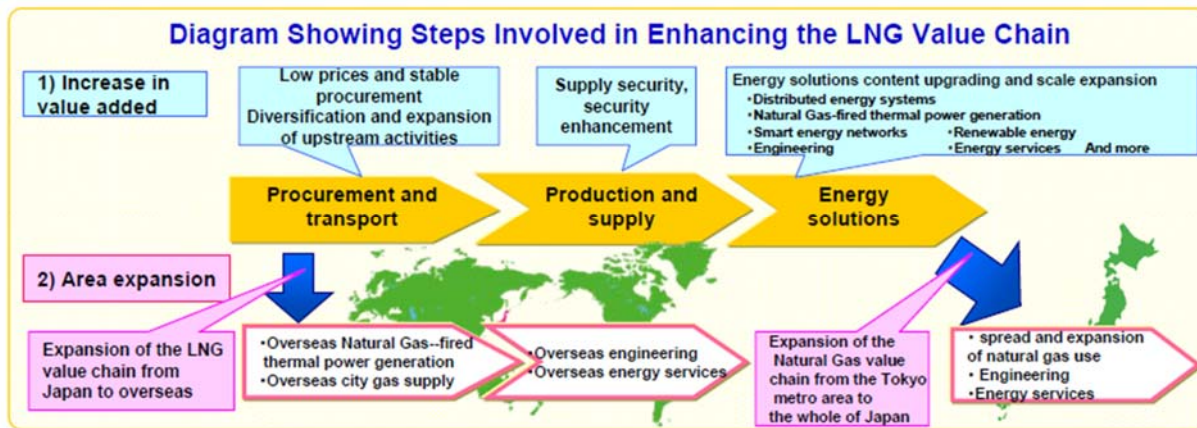 Diagram Showing Steps Involved in Enhancing the LNG Value Chain
1) Increase in
value added
Low prices and stable
procurement
Diversification and expansion
of upstream activities
Supply security,
security
enhancement
Energy solutions content upgrading and scale expansion
•Distributed energy systems
•Natural Gas-fired thermal power generation
•Smart energy networks •Renewable energy
•Engineering •Energy services And more
Procurement and
transport
Production and
supply
Energy
solutions
2) Area expansion
Expansion of the LNG
value chain from
Japan to overseas
•Overseas Natural Gas--fired
thermal power generation
•Overseas city gas supply
•Overseas engineering
•Overseas energy services
Expansion of the
Natural Gas value
chain from the Tokyo
metro area to
the whole of Japan
• spread and expansion
of natural gas use
• Engineering
• Energy services